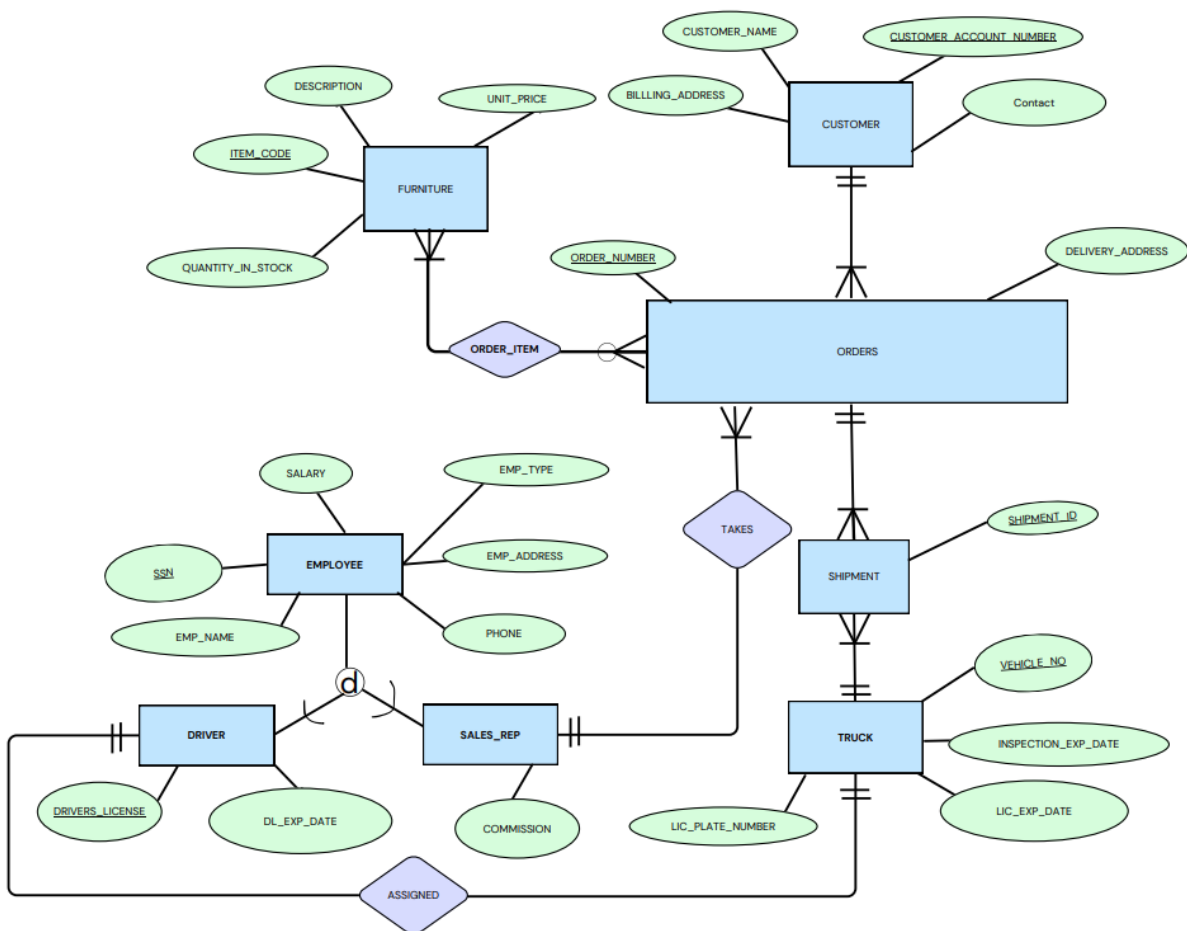 CUSTOMER_NAME
CUSTOMER_ACCOUNT_NUMBER
DESCRIPTION
UNIT_PRICE
BILLLING_ADDRESS
Contact
CUSTOMER
ITEM_CODE
FURNITURE
QUANTITY_IN_STOCK
ORDER_NUMBER
DELIVERY_ADDRESS
ORDER_ITEM
ORDERS
SALARY
EMP_TYPE
SHIPMENT_ID
TAKES
EMP_ADDRESS
SSN
EMPLOYEE
SHIPMENT
EMP_NAME
PHONE
VEHICLE_NO
d
DRIVER
SALES_REP
TRUCK
INSPECTION_EXP_DATE
DRIVERS_LICENSE
DL_EXP_DATE
COMMISSION
LIC_PLATE_NUMBER
LIC_EXP_DATE
ASSIGNED